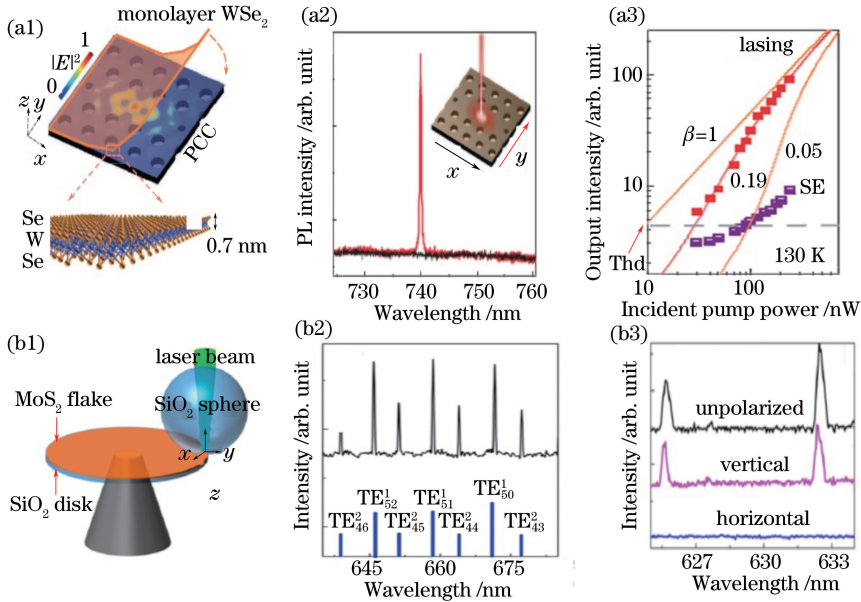 (a1)
monolayer WSe₂
1
|E|²
0
z
y
x
PCC
Se
W
Se
0.7 nm
(a2)
PL intensity /arb. unit
x
y
730
740
750
760
Wavelength /nm
(a3)
Output intensity /arb. unit
100
10
lasing
β=1
0.05
0.19
SE
Thd
130 K
10
100
Incident pump power /nW
(b1)
laser beam
MoS₂ flake
SiO₂ sphere
x
y
z
SiO₂ disk
(b2)
Intensity /arb. unit
TE¹₅₂
TE¹₅₁
TE¹₅₀
TE²₄₆
TE²₄₅
TE²₄₄
TE²₄₃
645
660
675
Wavelength /nm
(b3)
Intensity /arb. unit
unpolarized
vertical
horizontal
627
630
633
Wavelength /nm